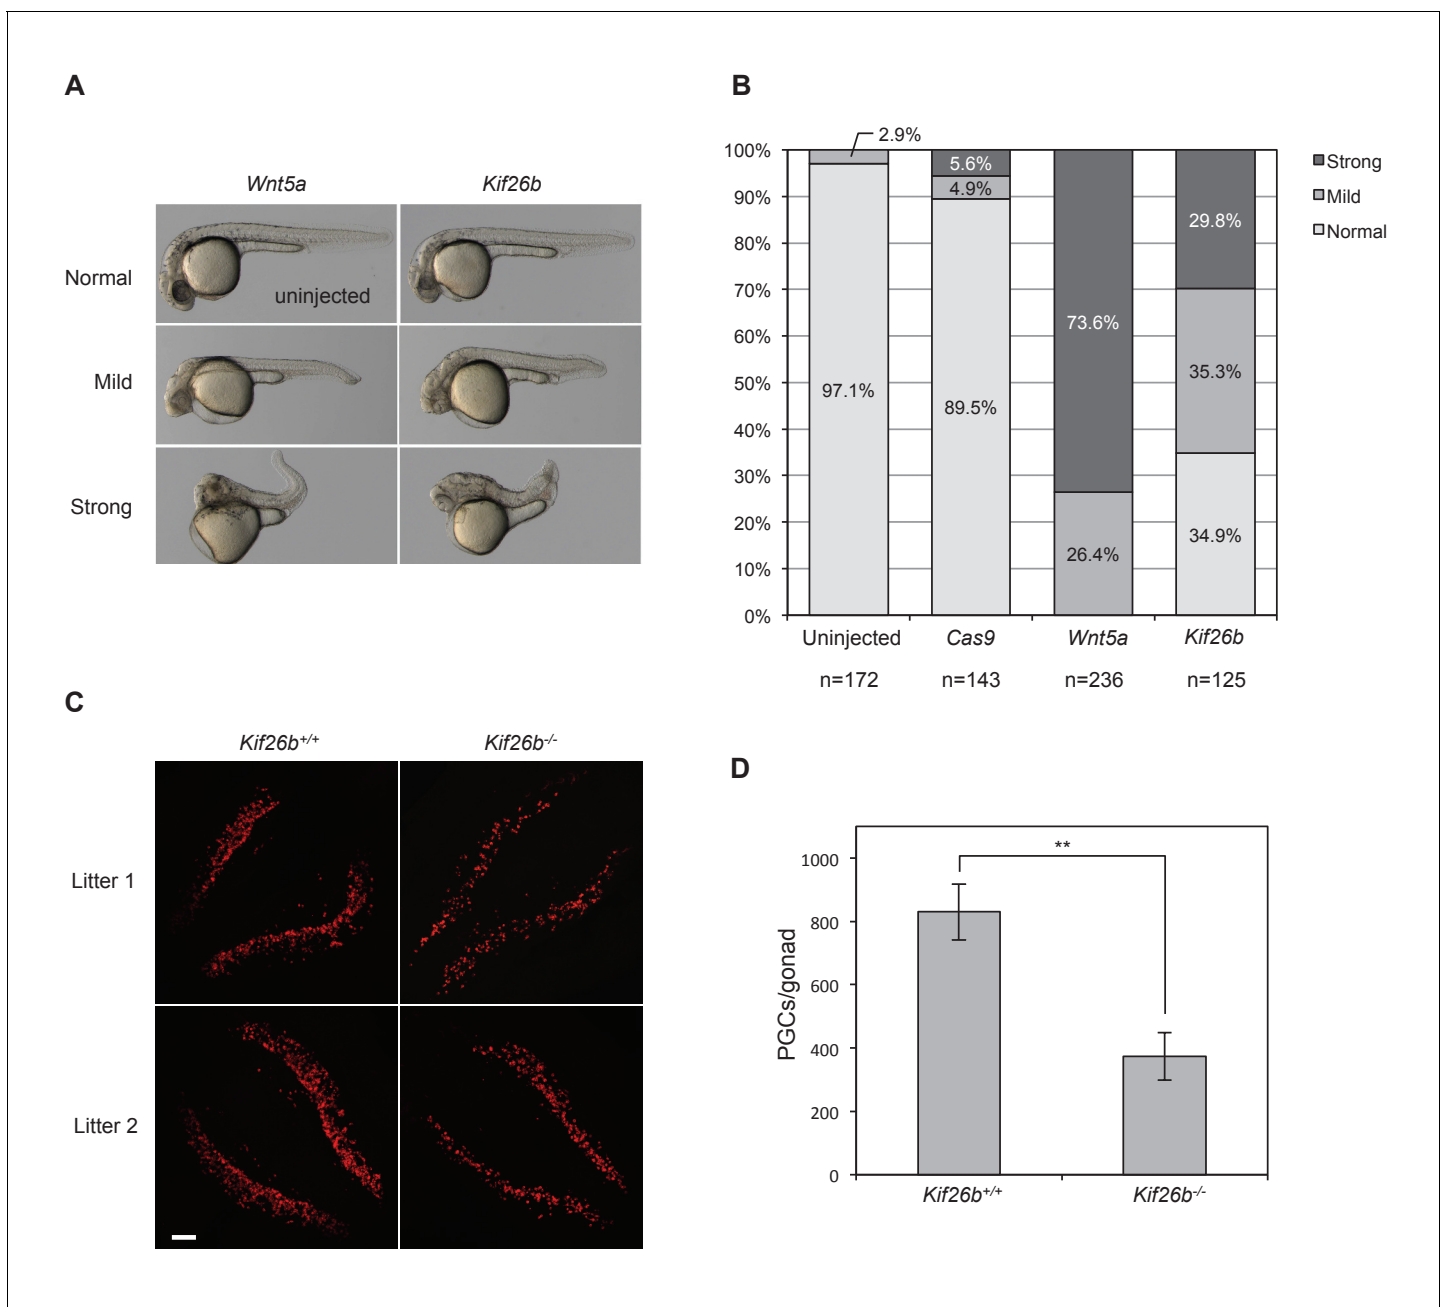 A
Wnt5a Kif26b
Normal
uninjected
Mild
Strong
B
2.9%
100%
90%
80%
70%
60%
50%
40%
30%
20%
10%
0%
97.1%
5.6%
4.9%
89.5%
73.6%
26.4%
29.8%
35.3%
34.9%
Strong
Mild
Normal
Uninjected Cas9 Wnt5a Kif26b
n=172 n=143 n=236 n=125
C
Kif26b+/+ Kif26b-/-
Litter 1
Litter 2
D
PGCs/gonad
1000
800
600
400
200
0
**
Kif26b+/+ Kif26b-/-